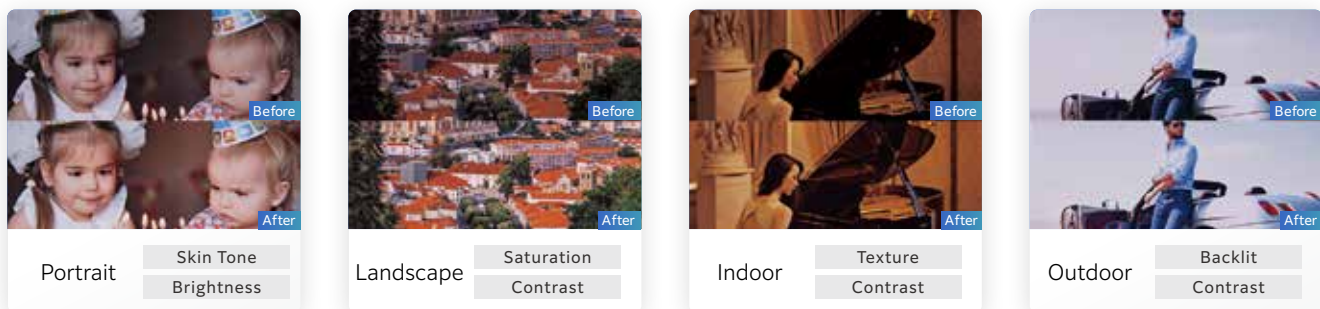 Before
After
Portrait
Skin Tone
Brightness
Before
After
Landscape
Saturation
Contrast
Before
After
Indoor
Texture
Contrast
Before
After
Outdoor
Backlit
Contrast